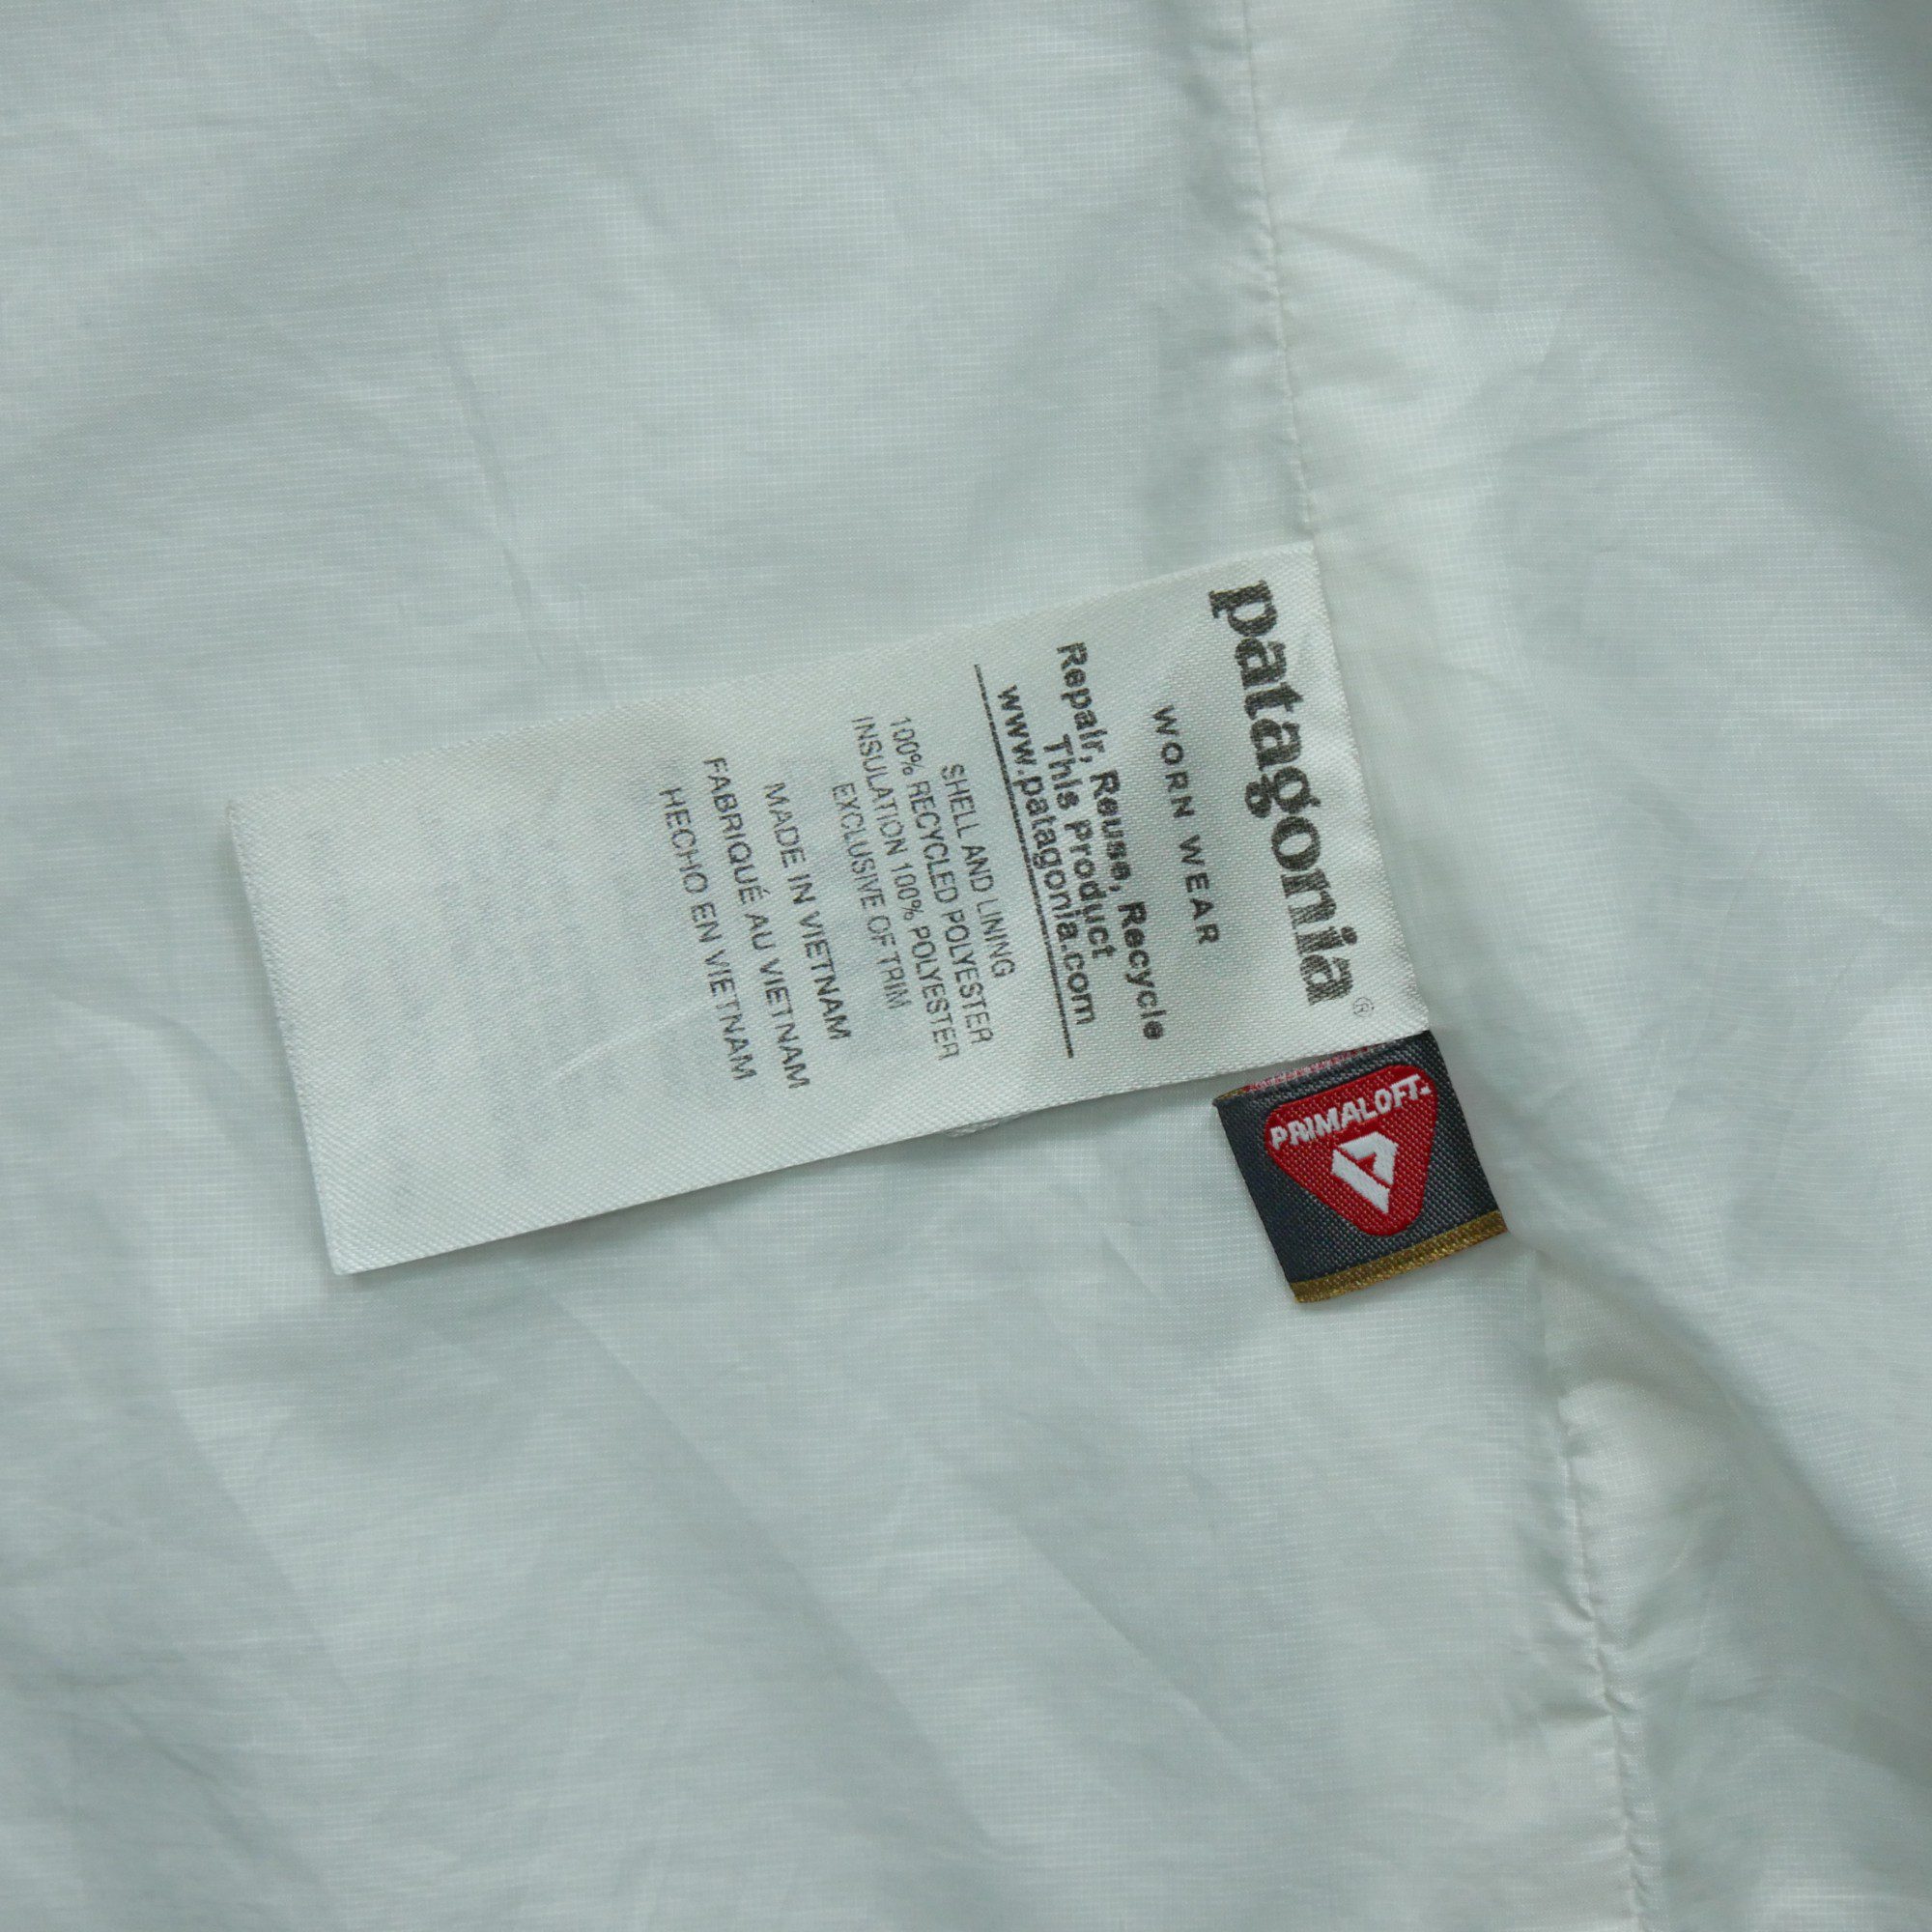 patagonia®
WORN WEAR
Repair, Reuse, Recycle
This Product
www.patagonia.com
SHELL AND LINING
100% RECYCLED POLYESTER
INSULATION 100% POLYESTER
EXCLUSIVE OF TRIM
MADE IN VIETNAM
FABRIQUÉ AU VIETNAM
HECHO EN VIETNAM
PRIMALOFT